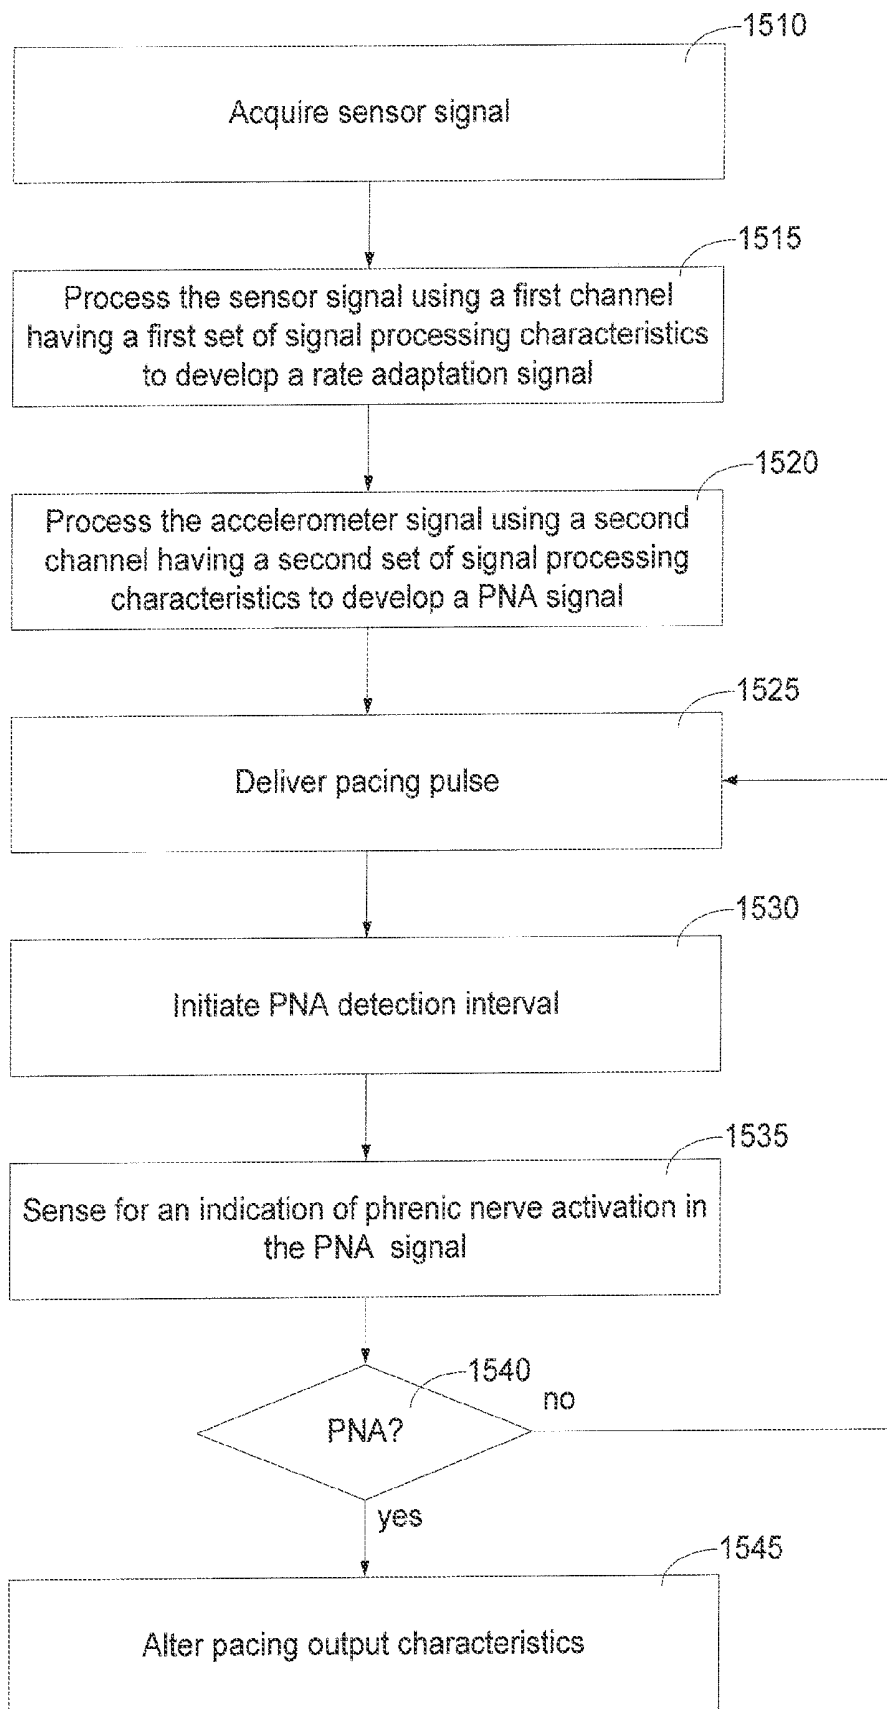 1510
Acquire sensor signal
1515
Process the sensor signal using a first channel
having a first set of signal processing characteristics
to develop a rate adaptation signal
1520
Process the accelerometer signal using a second
channel having a second set of signal processing
characteristics to develop a PNA signal
1525
Deliver pacing pulse
1530
Initiate PNA detection interval
1535
Sense for an indication of phrenic nerve activation in
the PNA signal
1540
PNA?
no
yes
1545
Alter pacing output characteristics